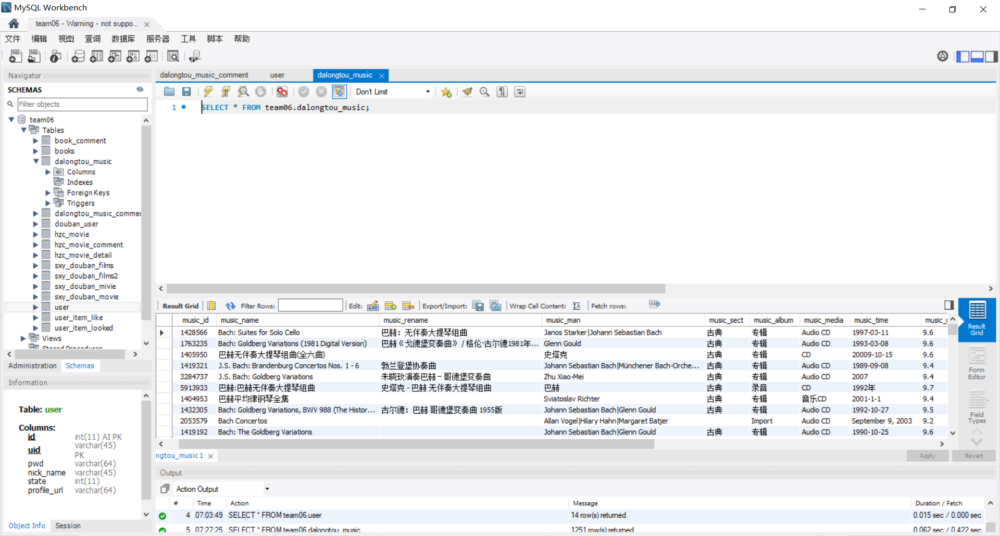 MySQL Workbench
team06 - Warning - not suppo...
文件 编辑 视图 查询 数据库 服务器 工具 脚本 帮助
Navigator
SCHEMAS
Filter objects
team06
Tables
book_comment
books
dalongtou_music
Columns
Indexes
Foreign Keys
Triggers
dalongtou_music_commen
douban_user
hzc_movie
hzc_movie_comment
hzc_movie_detail
sxy_douban_films
sxy_douban_films2
sxy_douban_mivie
sxy_douban_movie
user
user_item_like
user_item_looked
Views
Stored Procedures
Administration Schemas
Information
Table: user
Columns:
id int(11) AI PK
uid varchar(45) PK
pwd varchar(64)
nick_name varchar(45)
state int(11)
profile_url varchar(64)
Object Info Session
dalongtou_music_comment user dalongtou_music
Don't Limit
1 SELECT * FROM team06.dalongtou_music;
Result Grid Filter Rows: Edit: Export/Import: Wrap Cell Content: Fetch rows:
music_id music_name music_rename music_man music_sect music_album music_media music_time music_
1428566 Bach: Suites for Solo Cello 巴赫：无伴奏大提琴组曲 Janos Starker|Johann Sebastian Bach 古典 专辑 Audio CD 1997-03-11 9.6
1763235 Bach: Goldberg Variations (1981 Digital Version) 巴赫《戈德堡变奏曲》 / 格伦·古尔德1981年... Glenn Gould 古典 专辑 Audio CD 1993-03-08 9.6
1405950 巴赫无伴奏大提琴组曲(全六曲) 史塔克 古典 专辑 CD 20009-10-15 9.6
1419321 J.S. Bach: Brandenburg Concertos Nos. 1 - 6 勃兰登堡协奏曲 Johann Sebastian Bach|Münchener Bach-Orche... 古典 专辑 Audio CD 1989-09-08 9.4
3284737 J.S. Bach: Goldberg Variations 朱晓玫演奏巴赫－哥德堡变奏曲 Zhu Xiao-Mei 古典 专辑 Audio CD 2007 9.4
5913933 巴赫:巴赫无伴奏大提琴组曲 史塔克 - 巴赫 无伴奏大提琴组曲 巴赫 古典 录音 CD 1992年 9.7
1404953 巴赫平均律钢琴全集 Sviatoslav Richter 古典 专辑 音乐CD 2001-1-1 9.4
1432305 Bach: Goldberg Variations, BWV 988 (The Histor... 古尔德：巴赫 哥德堡变奏曲 1955版 Johann Sebastian Bach|Glenn Gould 古典 专辑 Audio CD 1992-10-27 9.5
2053579 Bach Concertos Allan Vogel|Hilary Hahn|Margaret Batjer Import Audio CD September 9, 2003 9.2
1419192 Bach: The Goldberg Variations Johann Sebastian Bach|Glenn Gould 古典 专辑 Audio CD 1990-10-25 9.6
Result Grid
Form Editor
Field Types
ngtou_music 1 Apply Revert
Output
Action Output
# Time Action Message Duration / Fetch
4 07:03:49 SELECT * FROM team06.user 14 row(s) returned 0.015 sec / 0.000 sec
5 07:27:25 SELECT * FROM team06.dalongtou_music 1251 row(s) returned 0.062 sec / 0.422 sec